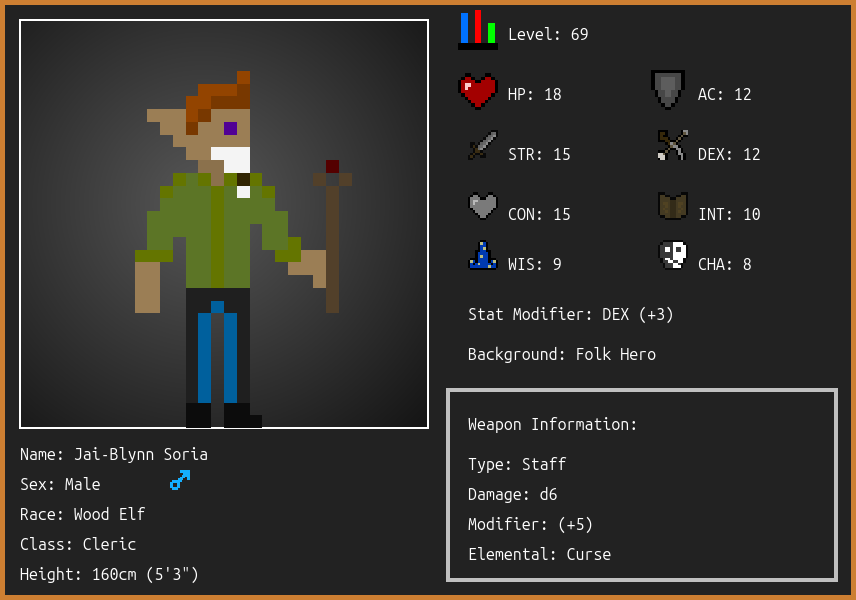 Level: 69
HP: 18
AC: 12
STR: 15
DEX: 12
CON: 15
INT: 10
WIS: 9
CHA: 8
Stat Modifier: DEX (+3)
Background: Folk Hero
Weapon Information:
Type: Staff
Damage: d6
Modifier: (+5)
Elemental: Curse
Name: Jai-Blynn Soria
Sex: Male
Race: Wood Elf
Class: Cleric
Height: 160cm (5'3")